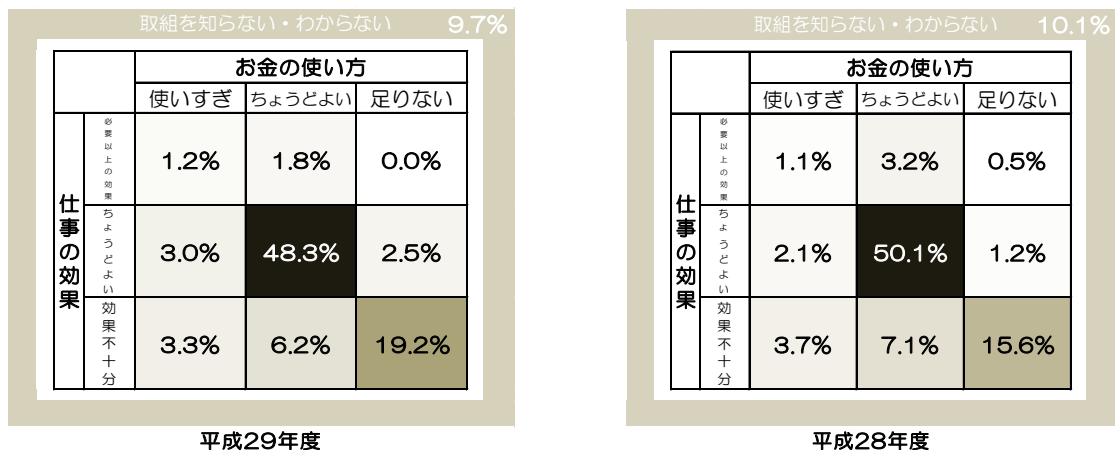 取組を知らない・わからない 9.7%
お金の使い方
使いすぎ ちょうどよい 足りない
仕事の効果
必要以上の効果 1.2% 1.8% 0.0%
ちょうどよい 3.0% 48.3% 2.5%
効果不十分 3.3% 6.2% 19.2%
平成29年度
取組を知らない・わからない 10.1%
お金の使い方
使いすぎ ちょうどよい 足りない
仕事の効果
必要以上の効果 1.1% 3.2% 0.5%
ちょうどよい 2.1% 50.1% 1.2%
効果不十分 3.7% 7.1% 15.6%
平成28年度